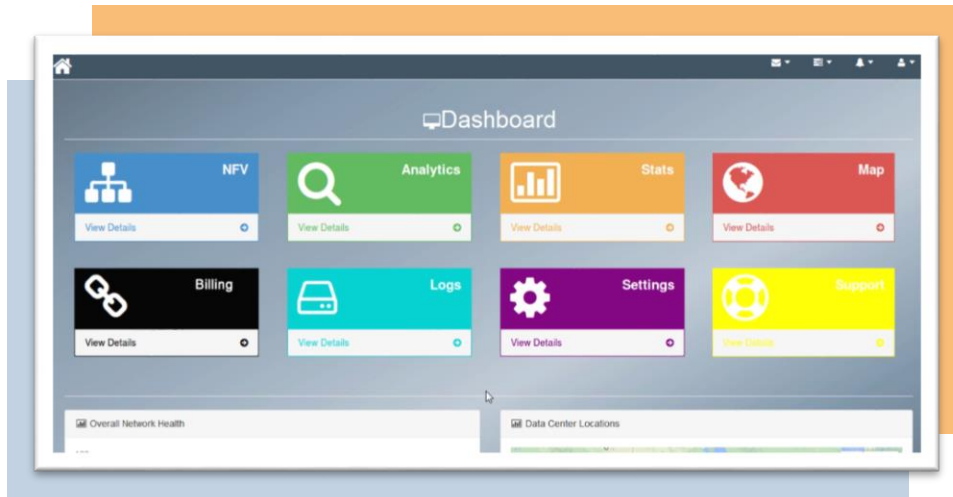 Dashboard
NFV
View Details
Analytics
View Details
Stats
View Details
Map
View Details
Billing
View Details
Logs
View Details
Settings
View Details
Support
View Details
Overall Network Health
Data Center Locations